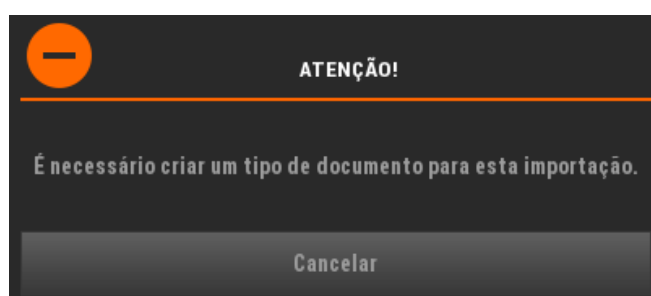 ATENÇÃO!
É necessário criar um tipo de documento para esta importação.
Cancelar